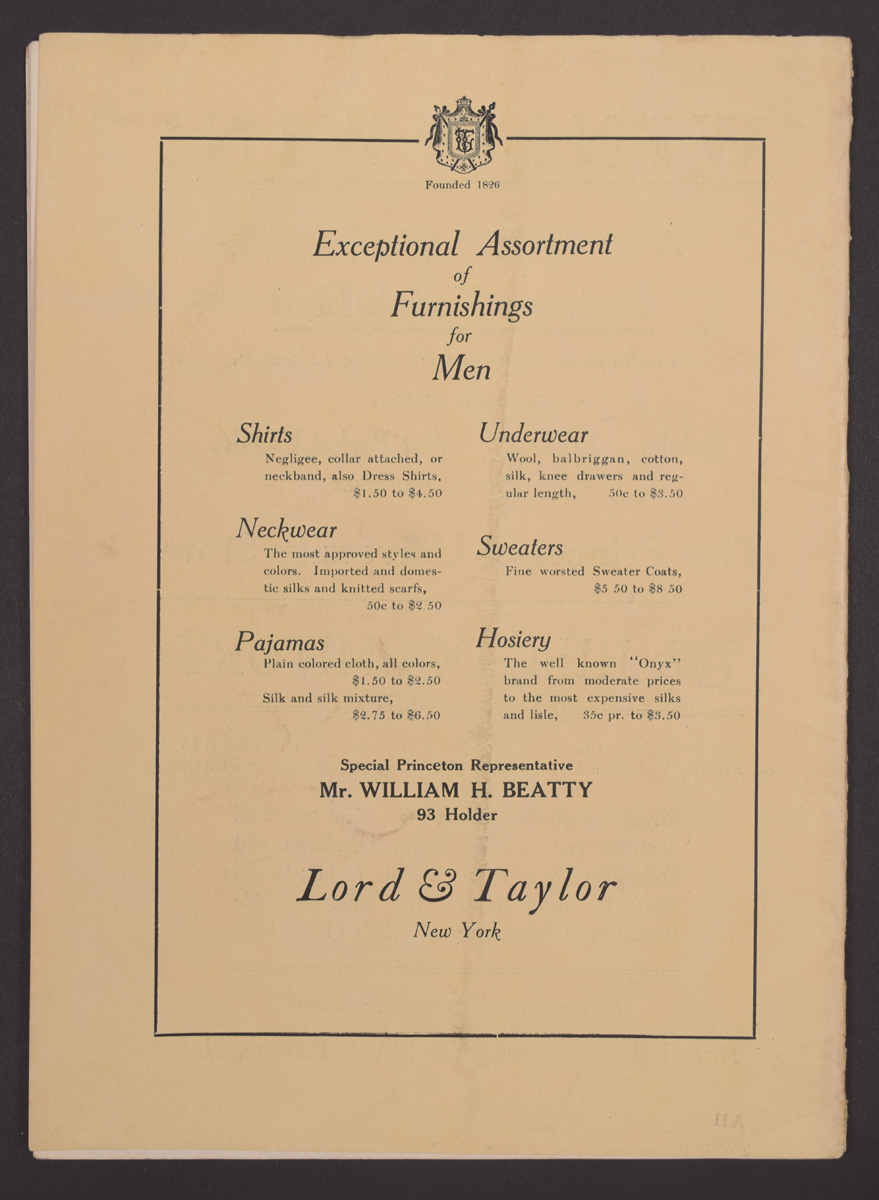 Founded 1826
Exceptional Assortment
of
Furnishings
for
Men
Shirts
Negligee, collar attached, or
neckband, also Dress Shirts,
$1.50 to $4.50
Neckwear
The most approved styles and
colors. Imported and domes-
tic silks and knitted scarfs,
50c to $2.50
Pajamas
Plain colored cloth, all colors,
$1.50 to $2.50
Silk and silk mixture,
$2.75 to $6.50
Underwear
Wool, balbriggan, cotton,
silk, knee drawers and reg-
ular length, 50c to $3.50
Sweaters
Fine worsted Sweater Coats,
$5 50 to $8 50
Hosiery
The well known "Onyx"
brand from moderate prices
to the most expensive silks
and lisle, 35c pr. to $3.50
Special Princeton Representative
Mr. WILLIAM H. BEATTY
93 Holder
Lord & Taylor
New York